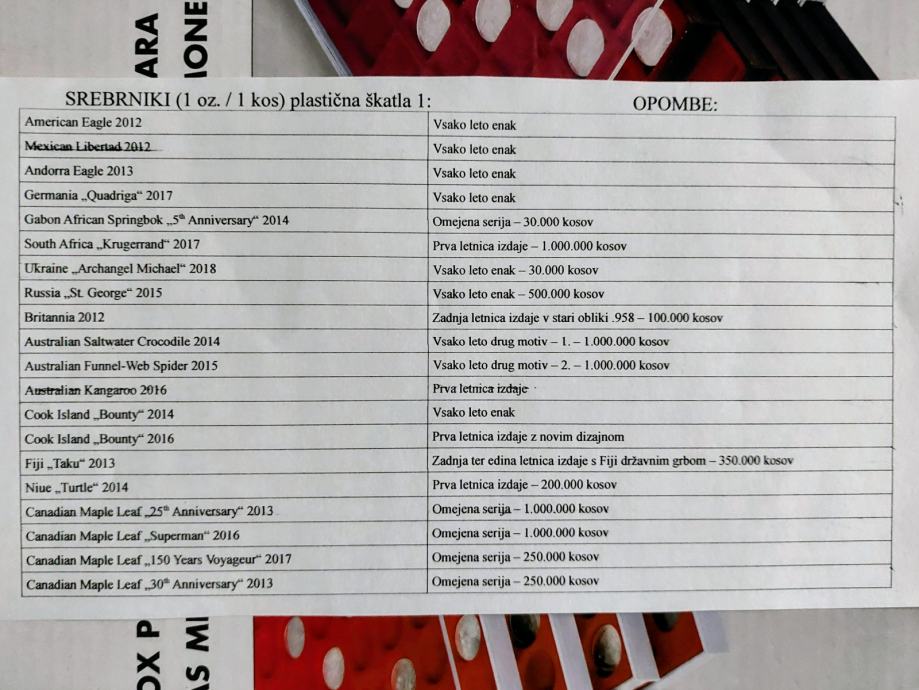 ARA
IONE
SREBRNIKI (1 oz. / 1 kos) plastična škatla 1: OPOMBE:
American Eagle 2012 Vsako leto enak
Mexican Libertad 2012 Vsako leto enak
Andorra Eagle 2013 Vsako leto enak
Germania „Quadriga“ 2017 Vsako leto enak
Gabon African Springbok „5th Anniversary“ 2014 Omejena serija – 30.000 kosov
South Africa „Krugerrand“ 2017 Prva letnica izdaje – 1.000.000 kosov
Ukraine „Archangel Michael“ 2018 Vsako leto enak – 30.000 kosov
Russia „St. George“ 2015 Vsako leto enak – 500.000 kosov
Britannia 2012 Zadnja letnica izdaje v stari obliki .958 – 100.000 kosov
Australian Saltwater Crocodile 2014 Vsako leto drug motiv – 1. – 1.000.000 kosov
Australian Funnel-Web Spider 2015 Vsako leto drug motiv – 2. – 1.000.000 kosov
Australian Kangaroo 2016 Prva letnica izdaje
Cook Island „Bounty“ 2014 Vsako leto enak
Cook Island „Bounty“ 2016 Prva letnica izdaje z novim dizajnom
Fiji „Taku“ 2013 Zadnja ter edina letnica izdaje s Fiji državnim grbom – 350.000 kosov
Niue „Turtle“ 2014 Prva letnica izdaje – 200.000 kosov
Canadian Maple Leaf „25th Anniversary“ 2013 Omejena serija – 1.000.000 kosov
Canadian Maple Leaf „Superman“ 2016 Omejena serija – 1.000.000 kosov
Canadian Maple Leaf „150 Years Voyageur“ 2017 Omejena serija – 250.000 kosov
Canadian Maple Leaf „30th Anniversary“ 2013 Omejena serija – 250.000 kosov
OX P
AS MI